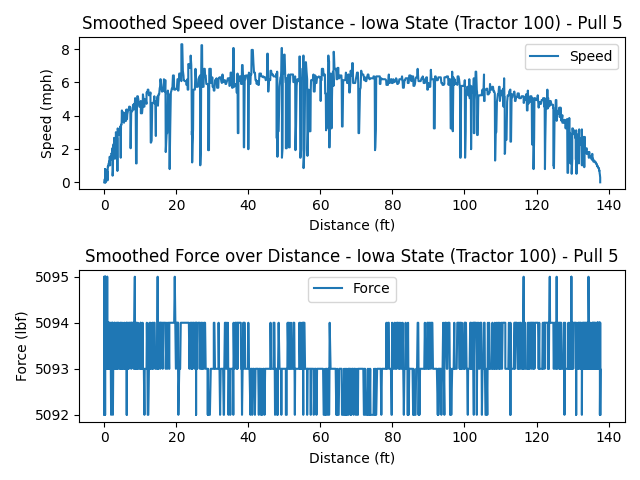 Smoothed Speed over Distance - Iowa State (Tractor 100) - Pull 5
Speed (mph)
8
6
4
2
0
Speed
0 20 40 60 80 100 120 140
Distance (ft)
Smoothed Force over Distance - Iowa State (Tractor 100) - Pull 5
Force (lbf)
5095
5094
5093
5092
Force
0 20 40 60 80 100 120 140
Distance (ft)